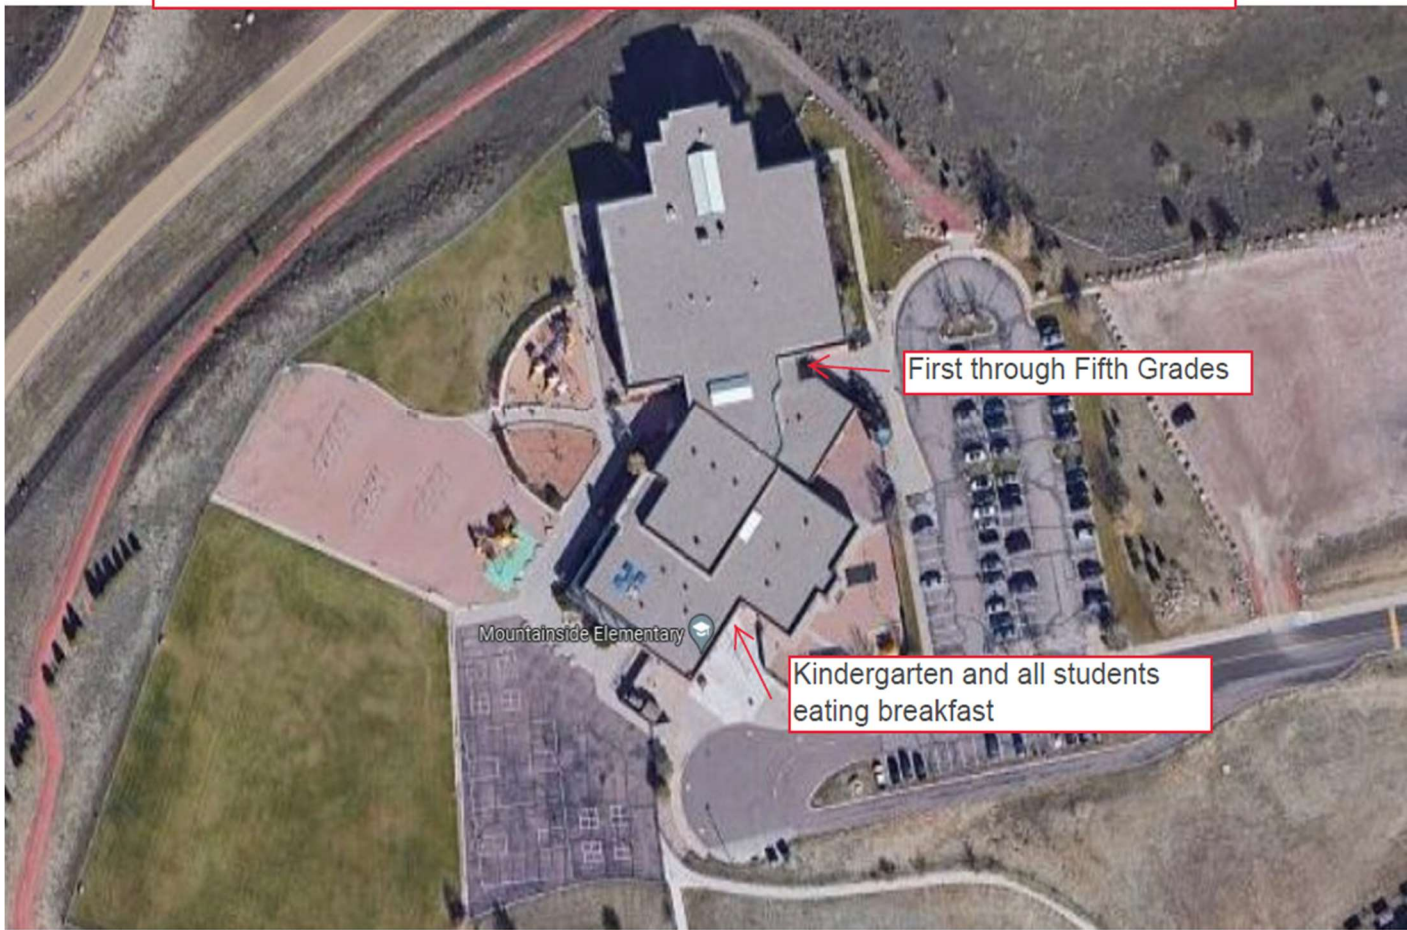 First through Fifth Grades
Mountainside Elementary
Kindergarten and all students
eating breakfast